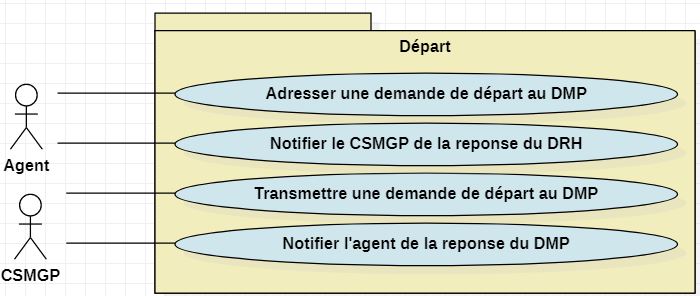 Départ
Adresser une demande de départ au DMP
Notifier le CSMGP de la reponse du DRH
Agent
Transmettre une demande de départ au DMP
Notifier l'agent de la reponse du DMP
CSMGP